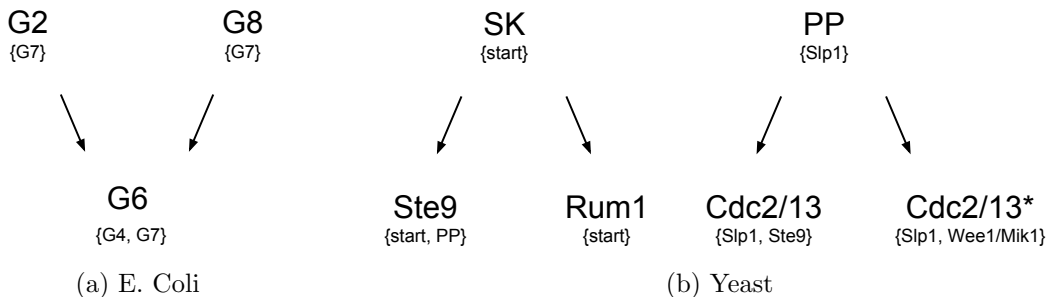 G2 G8 SK PP
{G7} {G7} {start} {Slp1}
G6 Ste9 Rum1 Cdc2/13 Cdc2/13*
{G4, G7} {start, PP} {start} {Slp1, Ste9} {Slp1, Wee1/Mik1}
(a) E. Coli (b) Yeast